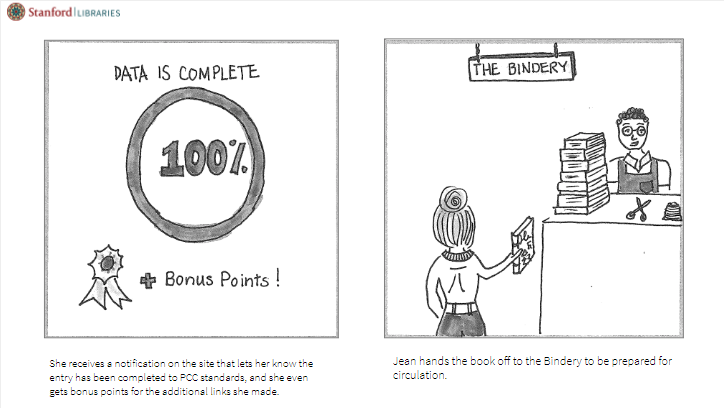 Stanford | LIBRARIES
DATA IS COMPLETE
100%
+ Bonus Points!
She receives a notification on the site that lets her know the
entry has been completed to PCC standards, and she even
gets bonus points for the additional links she made.
THE BINDERY
Jean hands the book off to the Bindery to be prepared for
circulation.